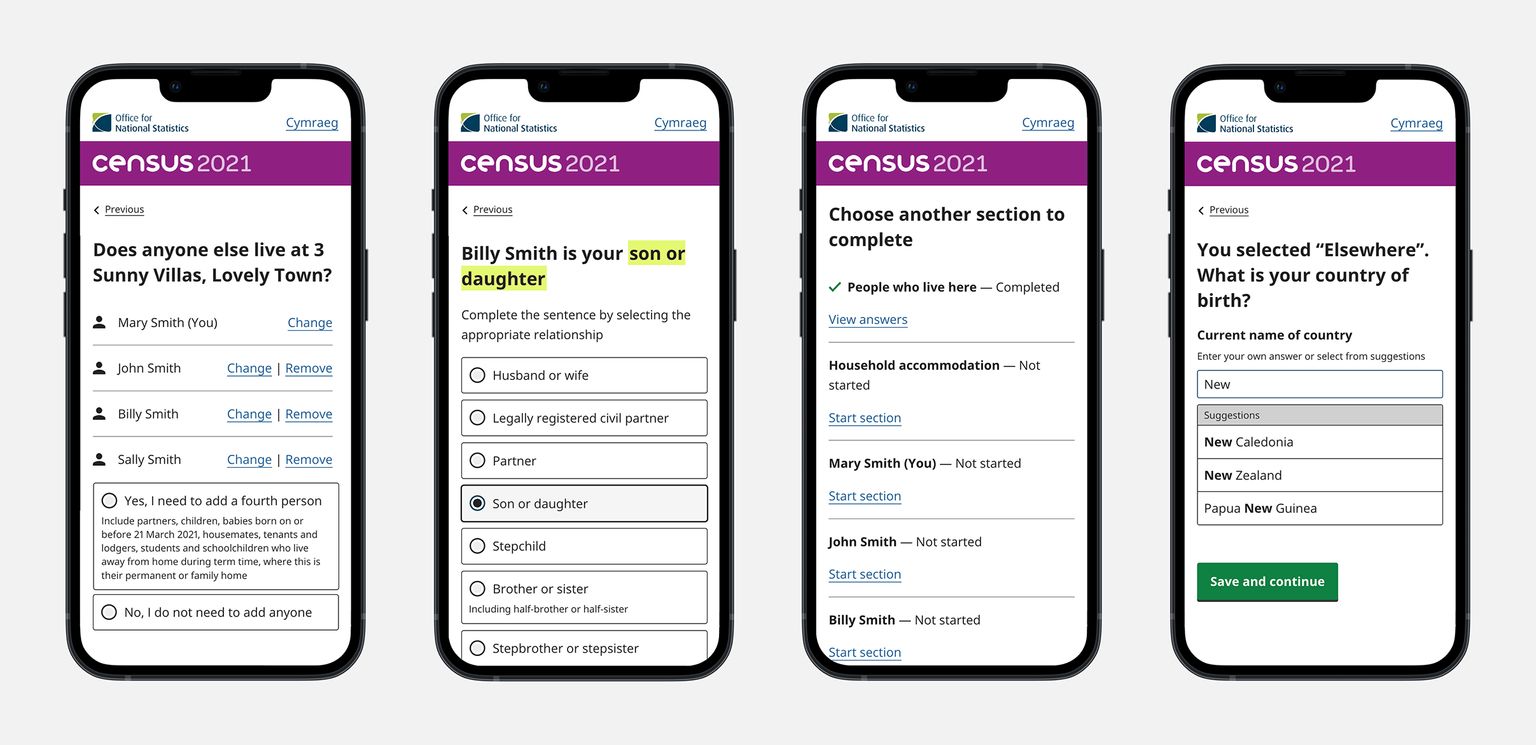 Office for
National Statistics
Cymraeg
census 2021
Previous
Does anyone else live at 3
Sunny Villas, Lovely Town?
Mary Smith (You) Change
John Smith Change | Remove
Billy Smith Change | Remove
Sally Smith Change | Remove
Yes, I need to add a fourth person
Include partners, children, babies born on or
before 21 March 2021, housemates, tenants and
lodgers, students and schoolchildren who live
away from home during term time, where this is
their permanent or family home
No, I do not need to add anyone
Office for
National Statistics
Cymraeg
census 2021
Previous
Billy Smith is your son or
daughter
Complete the sentence by selecting the
appropriate relationship
Husband or wife
Legally registered civil partner
Partner
Son or daughter
Stepchild
Brother or sister
Including half-brother or half-sister
Stepbrother or stepsister
Office for
National Statistics
Cymraeg
census 2021
Choose another section to
complete
People who live here — Completed
View answers
Household accommodation — Not
started
Start section
Mary Smith (You) — Not started
Start section
John Smith — Not started
Start section
Billy Smith — Not started
Start section
Office for
National Statistics
Cymraeg
census 2021
Previous
You selected “Elsewhere”.
What is your country of
birth?
Current name of country
Enter your own answer or select from suggestions
New
Suggestions
New Caledonia
New Zealand
Papua New Guinea
Save and continue